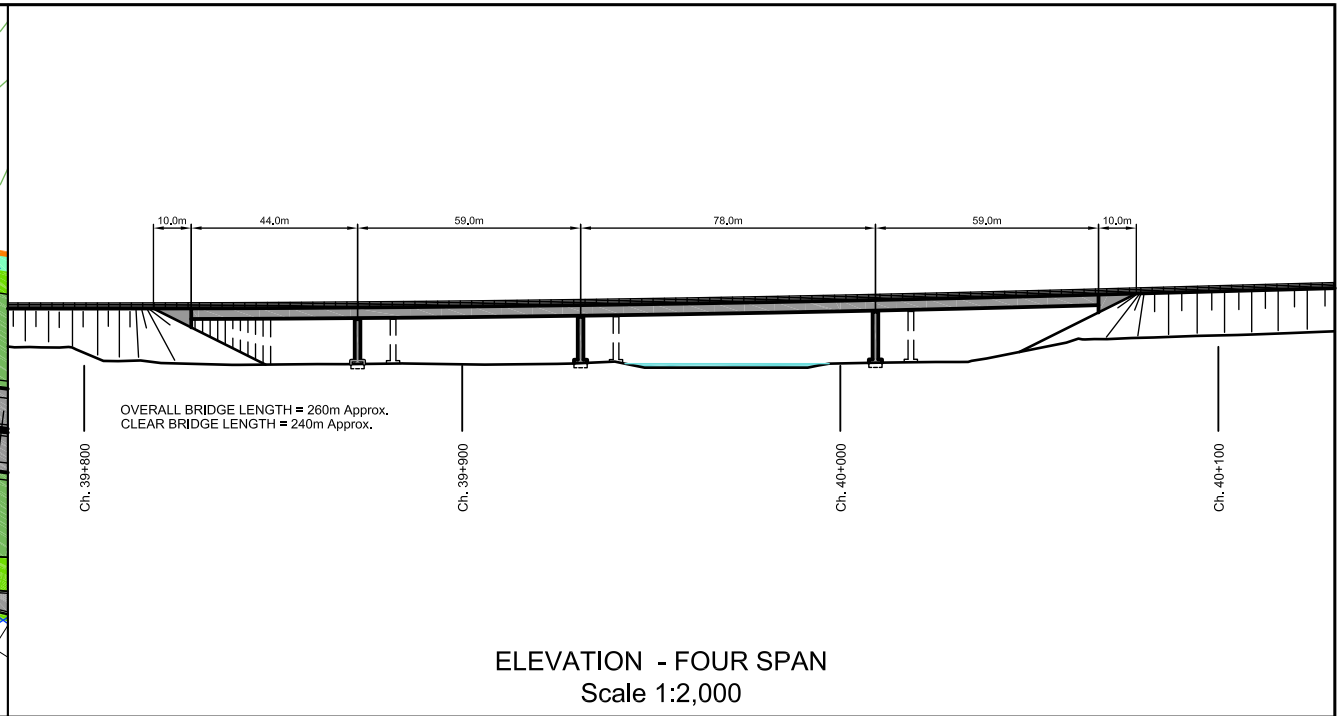 10.0m 44.0m 59.0m 78.0m 59.0m 10.0m
OVERALL BRIDGE LENGTH = 260m Approx.
CLEAR BRIDGE LENGTH = 240m Approx.
Ch. 39+800
Ch. 39+900
Ch. 40+000
Ch. 40+100
ELEVATION - FOUR SPAN
Scale 1:2,000